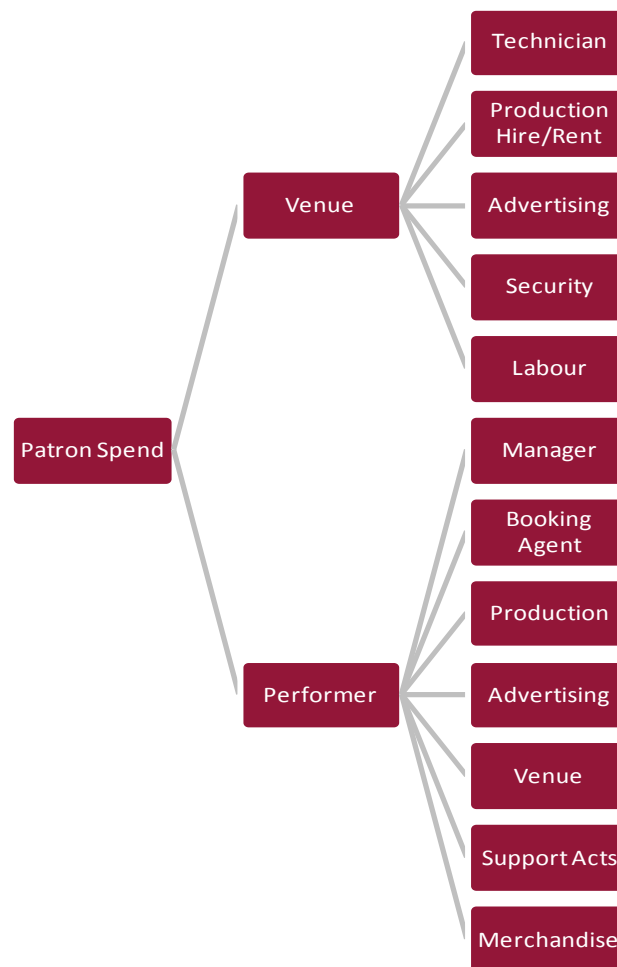 Technician
Production
Hire/Rent
Venue
Advertising
Security
Labour
Patron Spend
Manager
Booking
Agent
Production
Performer
Advertising
Venue
Support Acts
Merchandise